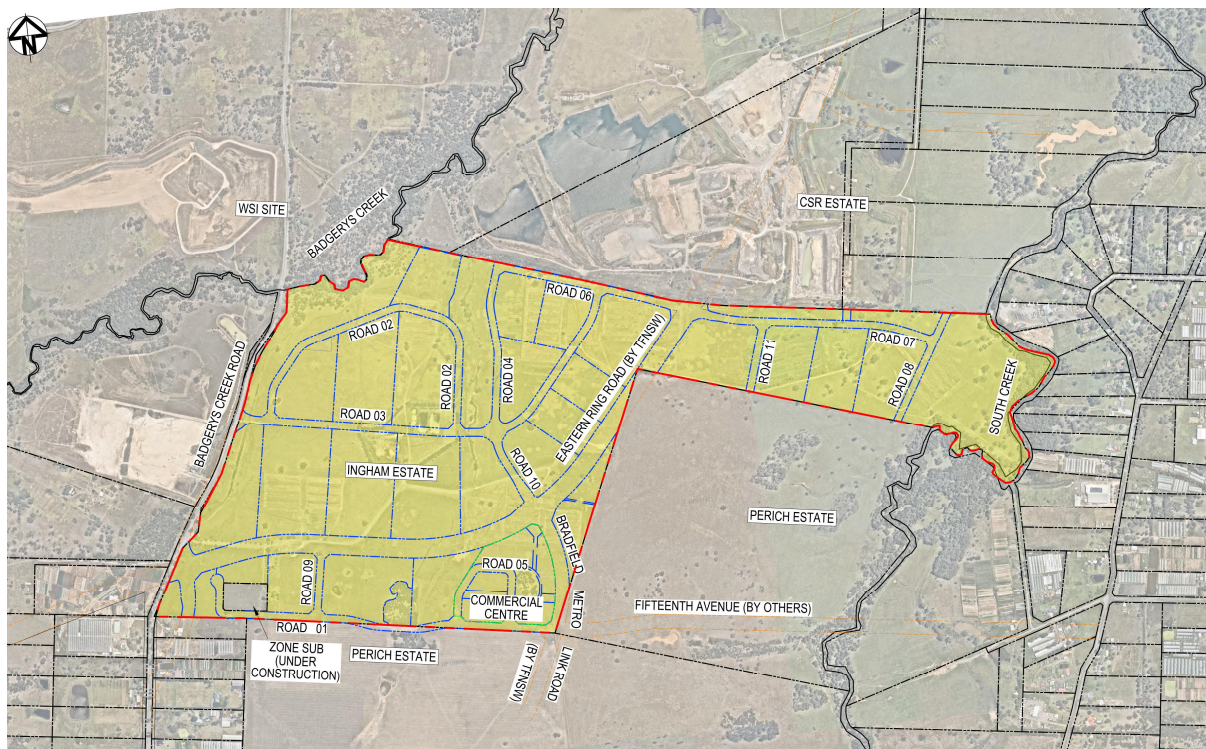 N
WSI SITE
BADGERYS CREEK
CSR ESTATE
ROAD 06
ROAD 02
EASTERN RING ROAD (BY TFNSW)
ROAD 07
ROAD 11
ROAD 04
ROAD 02
BADGERYS CREEK ROAD
ROAD 08
SOUTH CREEK
ROAD 03
INGHAM ESTATE
ROAD 10
PERICH ESTATE
BRADFIELD
METRO
LINK ROAD
(BY TFNSW)
ROAD 05
ROAD 09
COMMERCIAL
CENTRE
FIFTEENTH AVENUE (BY OTHERS)
ROAD 01
ZONE SUB
(UNDER
CONSTRUCTION)
PERICH ESTATE